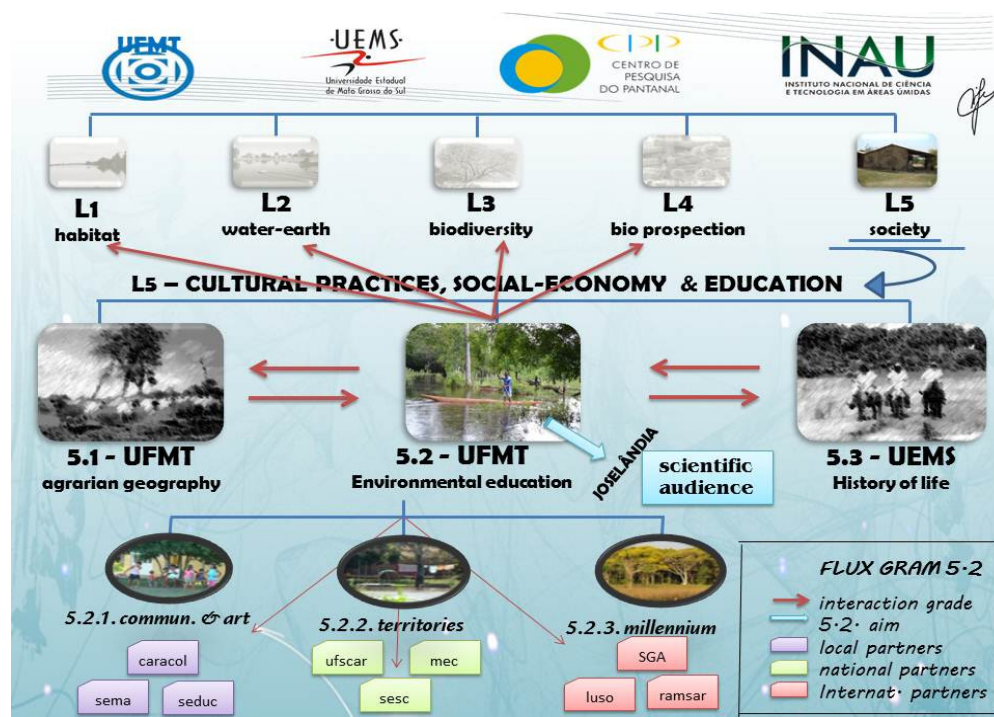 UFMT
·UEMS·
Universidade Estadual
de Mato Grosso do Sul
CPP
CENTRO DE
PESQUISA
DO PANTANAL
INAU
INSTITUTO NACIONAL DE CIÊNCIA
E TECNOLOGIA EM ÁREAS ÚMIDAS
L1
habitat
L2
water-earth
L3
biodiversity
L4
bio prospection
L5
society
L5 – CULTURAL PRACTICES, SOCIAL-ECONOMY & EDUCATION
5.1 - UFMT
agrarian geography
5.2 - UFMT
Environmental education
JOSELÂNDIA
scientific
audience
5.3 - UEMS
History of life
5.2.1. commun. & art
5.2.2. territories
5.2.3. millennium
caracol
sema
seduc
ufscar
mec
sesc
SGA
luso
ramsar
FLUX GRAM 5.2
interaction grade
5.2. aim
local partners
national partners
Internat. partners